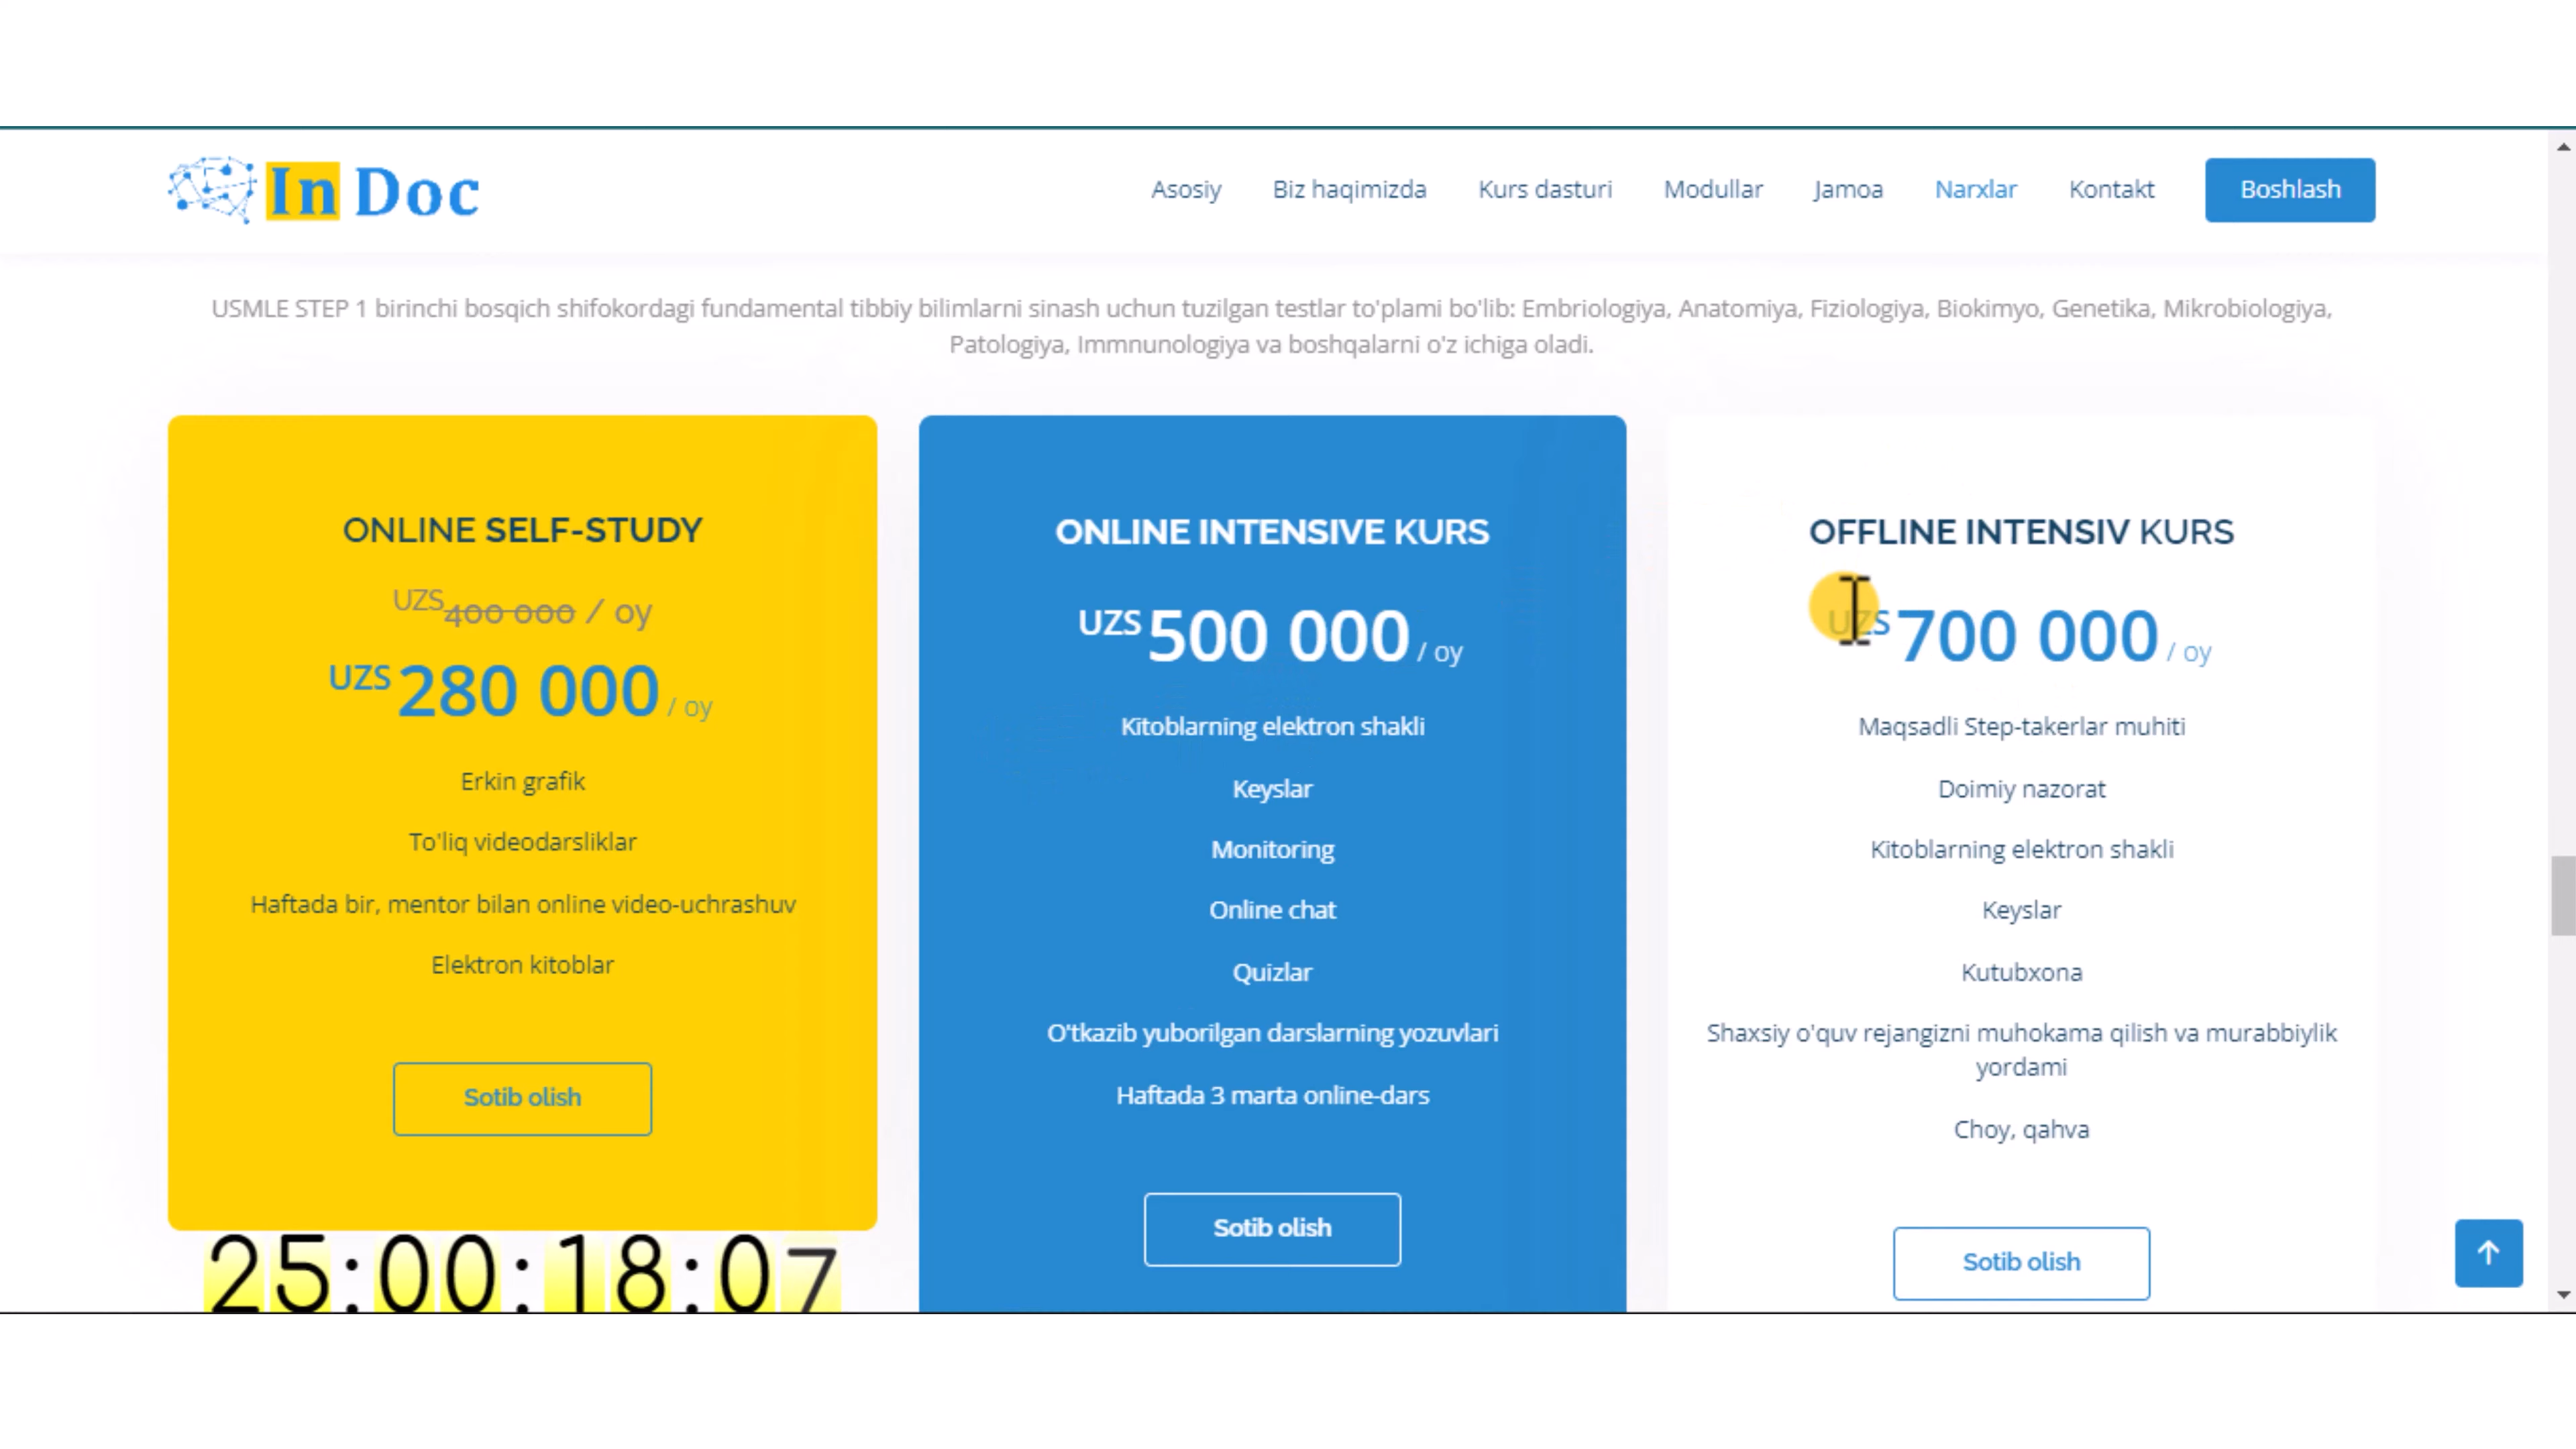 In Doc
Asosiy Biz haqimizda Kurs dasturi Modullar Jamoa Narxlar Kontakt Boshlash
USMLE STEP 1 birinchi bosqich shifokordagi fundamental tibbiy bilimlarni sinash uchun tuzilgan testlar to'plami bo'lib: Embriologiya, Anatomiya, Fiziologiya, Biokimyo, Genetika, Mikrobiologiya,
Patologiya, Immnunologiya va boshqalarni o'z ichiga oladi.
ONLINE SELF-STUDY
UZS 400 000 / oy
UZS 280 000 / oy
Erkin grafik
To'liq videodarsliklar
Haftada bir, mentor bilan online video-uchrashuv
Elektron kitoblar
Sotib olish
25:00:18:07
ONLINE INTENSIVE KURS
UZS 500 000 / oy
Kitoblarning elektron shakli
Keyslar
Monitoring
Online chat
Quizlar
O'tkazib yuborilgan darslarning yozuvlari
Haftada 3 marta online-dars
Sotib olish
OFFLINE INTENSIV KURS
UZS 700 000 / oy
Maqsadli Step-takerlar muhiti
Doimiy nazorat
Kitoblarning elektron shakli
Keyslar
Kutubxona
Shaxsiy o'quv rejangizni muhokama qilish va murabbiylik
yordami
Choy, qahva
Sotib olish